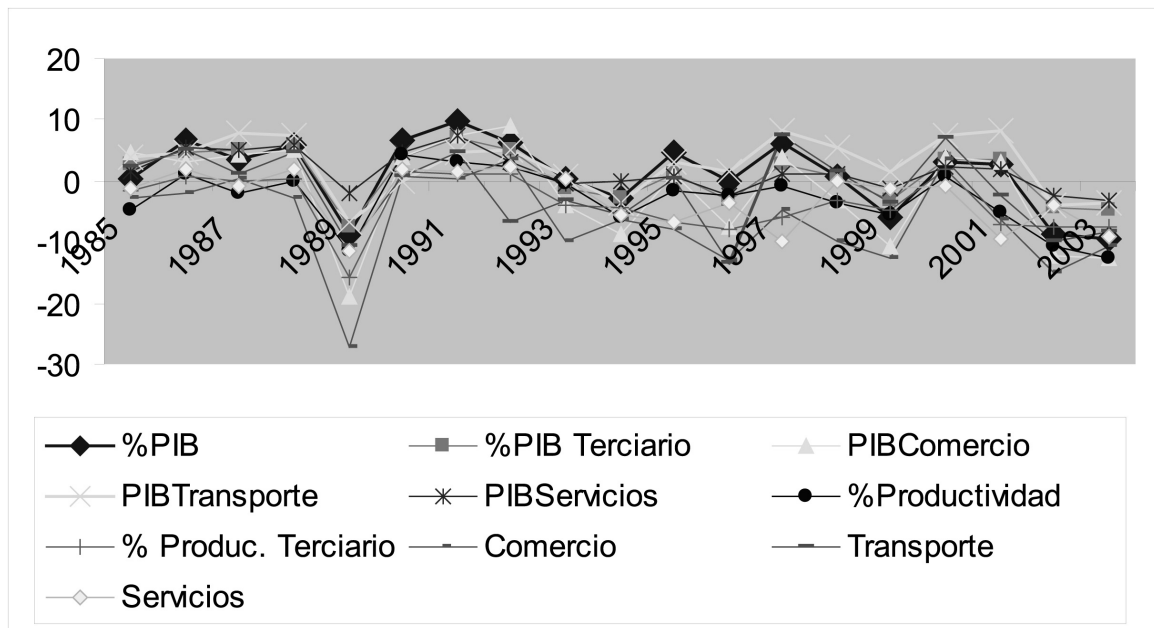 20
10
0
-10
-20
-30
1985
1987
1989
1991
1993
1995
1997
1999
2001
2003
%PIB
%PIB Terciario
PIBComercio
PIBTransporte
PIBServicios
%Productividad
% Produc. Terciario
Comercio
Transporte
Servicios